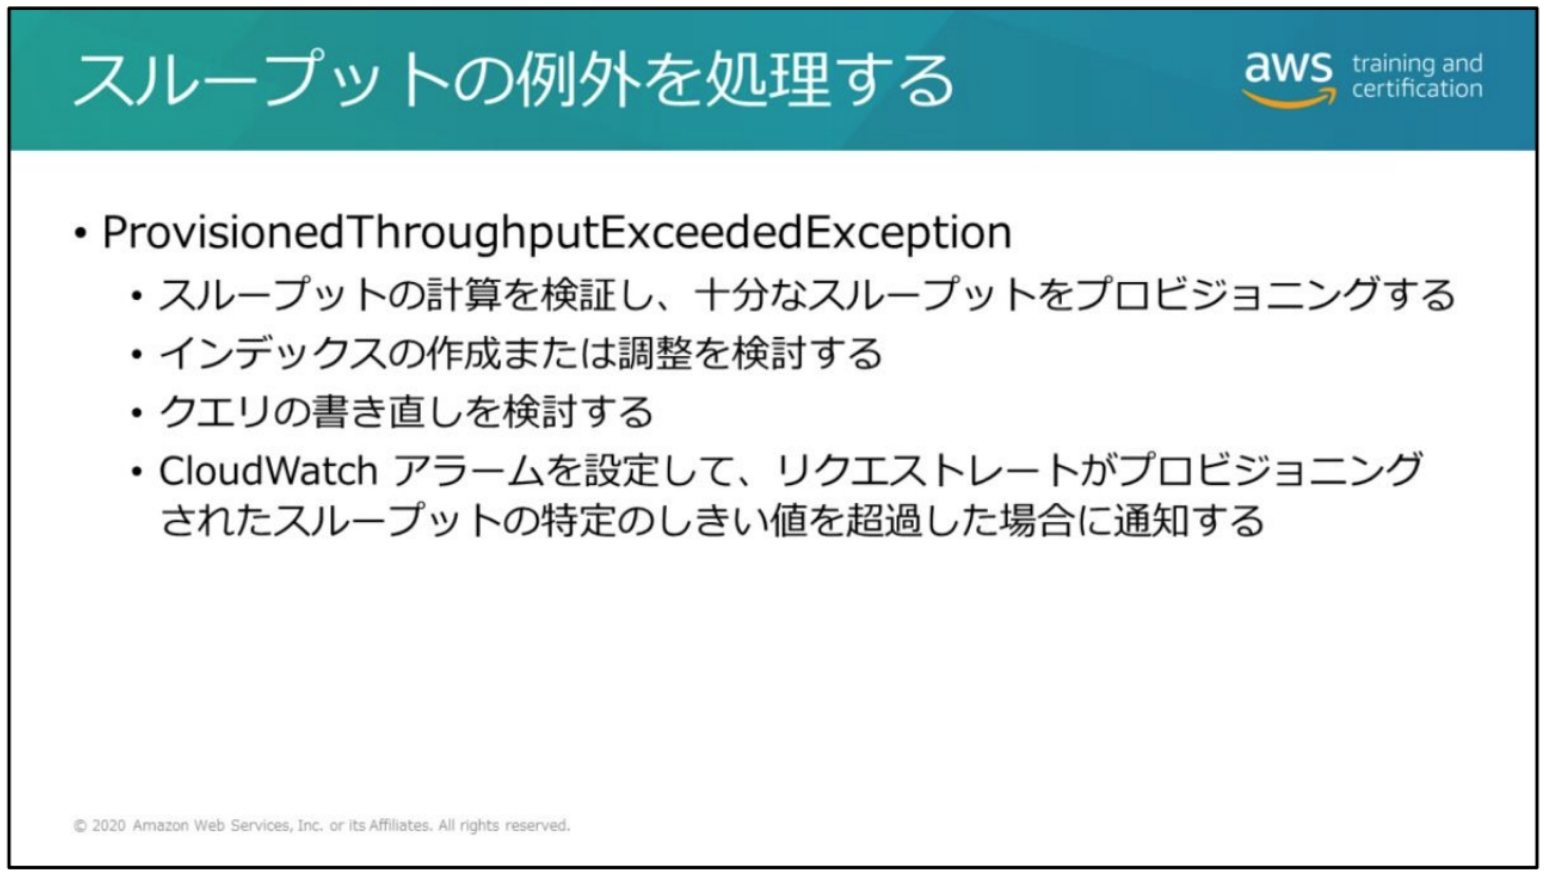 スループットの例外を処理する
aws training and
certification
• ProvisionedThroughputExceededException
• スループットの計算を検証し、十分なスループットをプロビジョニングする
• インデックスの作成または調整を検討する
• クエリの書き直しを検討する
• CloudWatch アラームを設定して、リクエストレートがプロビジョニング
されたスループットの特定のしきい値を超過した場合に通知する
© 2020 Amazon Web Services, Inc. or its Affiliates. All rights reserved.